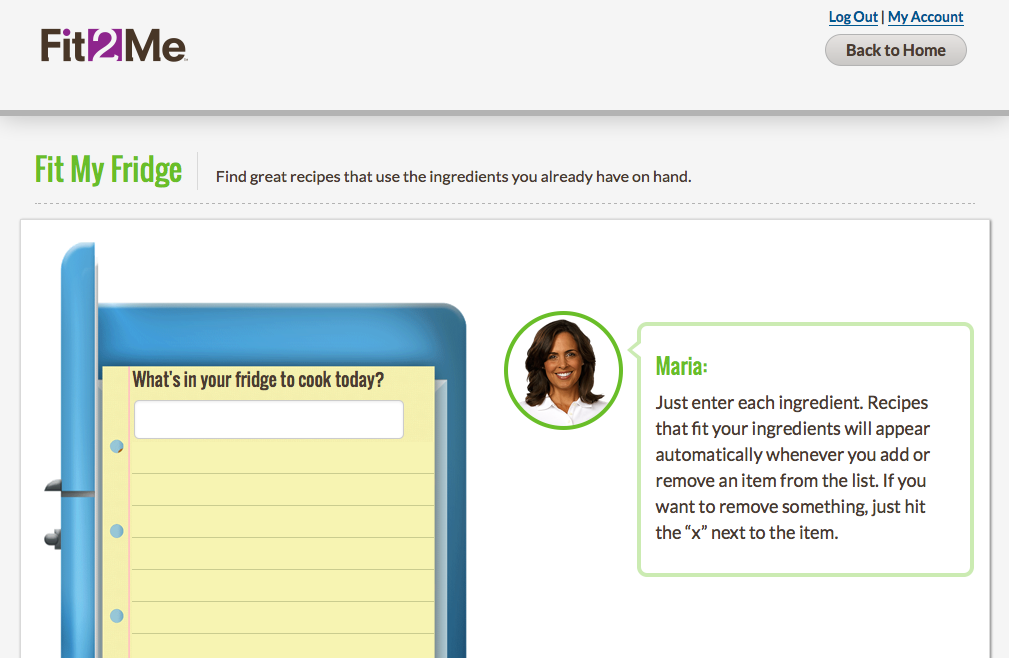 Log Out | My Account
Fit2Me™
Back to Home
Fit My Fridge
Find great recipes that use the ingredients you already have on hand.
What's in your fridge to cook today?
Maria:
Just enter each ingredient. Recipes
that fit your ingredients will appear
automatically whenever you add or
remove an item from the list. If you
want to remove something, just hit
the “x” next to the item.